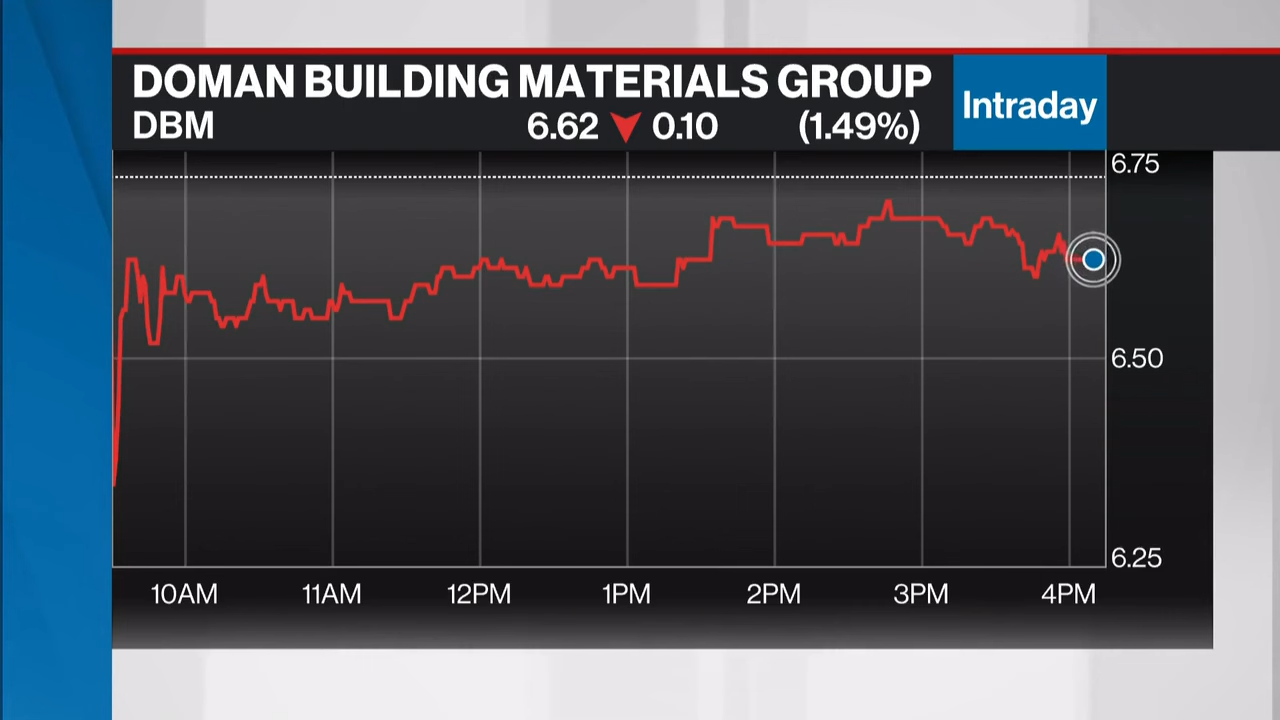 DOMAN BUILDING MATERIALS GROUP
DBM 6.62 0.10 (1.49%)
Intraday
6.75
6.50
6.25
10AM 11AM 12PM 1PM 2PM 3PM 4PM